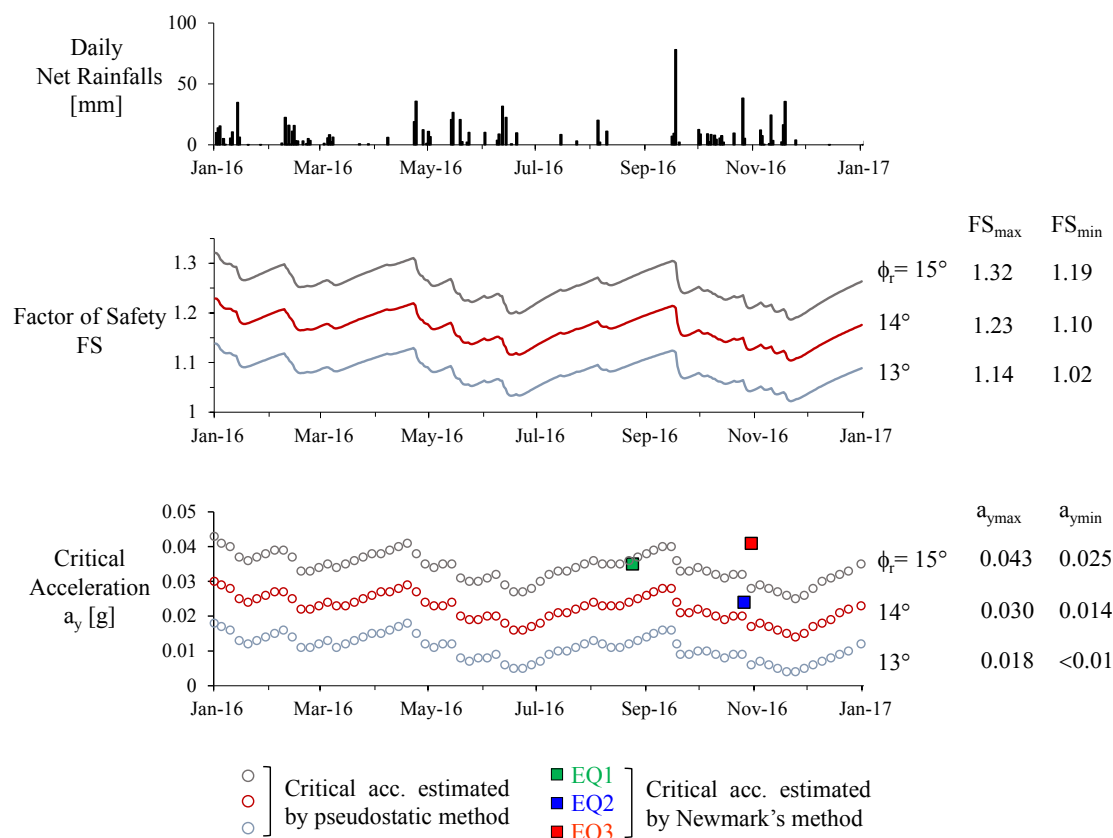 100
Daily
Net Rainfalls
[mm]
50
0
Jan-16 Mar-16 May-16 Jul-16 Sep-16 Nov-16 Jan-17
FSmax FSmin
1.3
ϕr= 15° 1.32 1.19
Factor of Safety
FS
1.2
14° 1.23 1.10
1.1
13° 1.14 1.02
1
Jan-16 Mar-16 May-16 Jul-16 Sep-16 Nov-16 Jan-17
aymax aymin
0.05
0.04
Critical
Acceleration
ay [g]
ϕr= 15° 0.043 0.025
0.03
0.02
14° 0.030 0.014
0.01
13° 0.018 <0.01
0
Jan-16 Mar-16 May-16 Jul-16 Sep-16 Nov-16 Jan-17
Critical acc. estimated
by pseudostatic method
EQ1
EQ2
EQ3
Critical acc. estimated
by Newmark's method